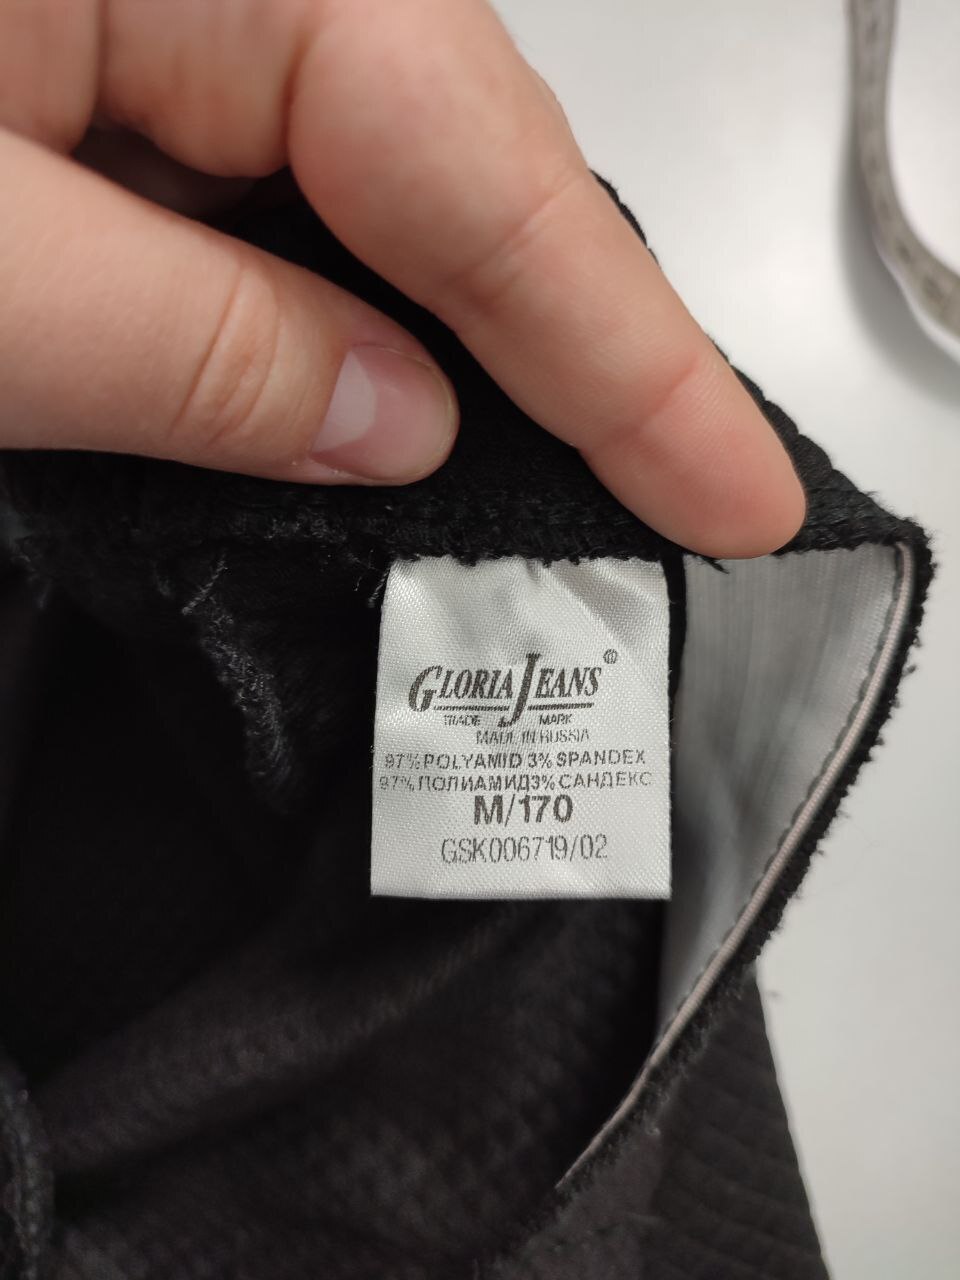 GLORIA JEANS®
TRADE MARK
MADE IN RUSSIA
97%POLYAMID 3% SPANDEX
97%ПОЛИАМИД3% САНДЕКС
M/170
GSK006719/02